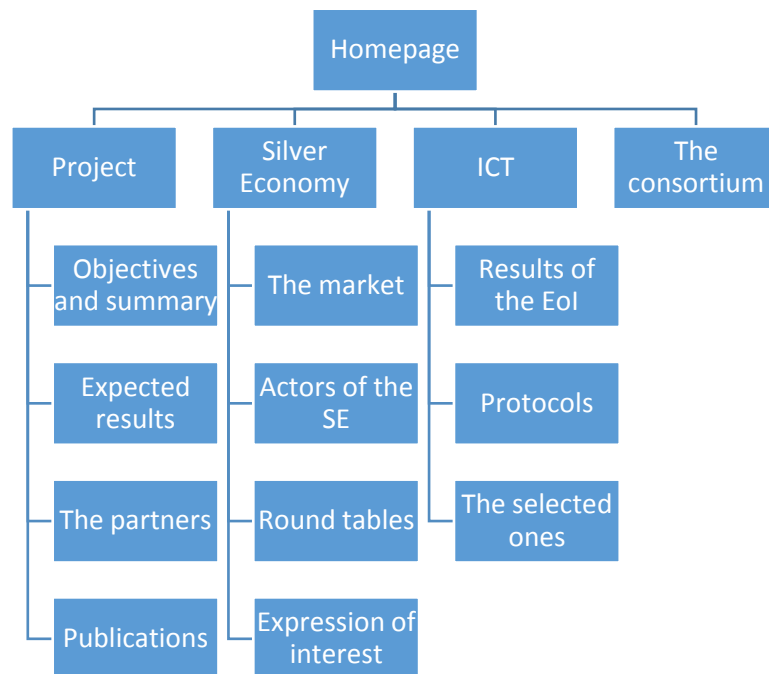 Homepage
Project
Silver
Economy
ICT
The
consortium
Objectives
and summary
Expected
results
The partners
Publications
The market
Actors of the
SE
Round tables
Expression of
interest
Results of
the EoI
Protocols
The selected
ones